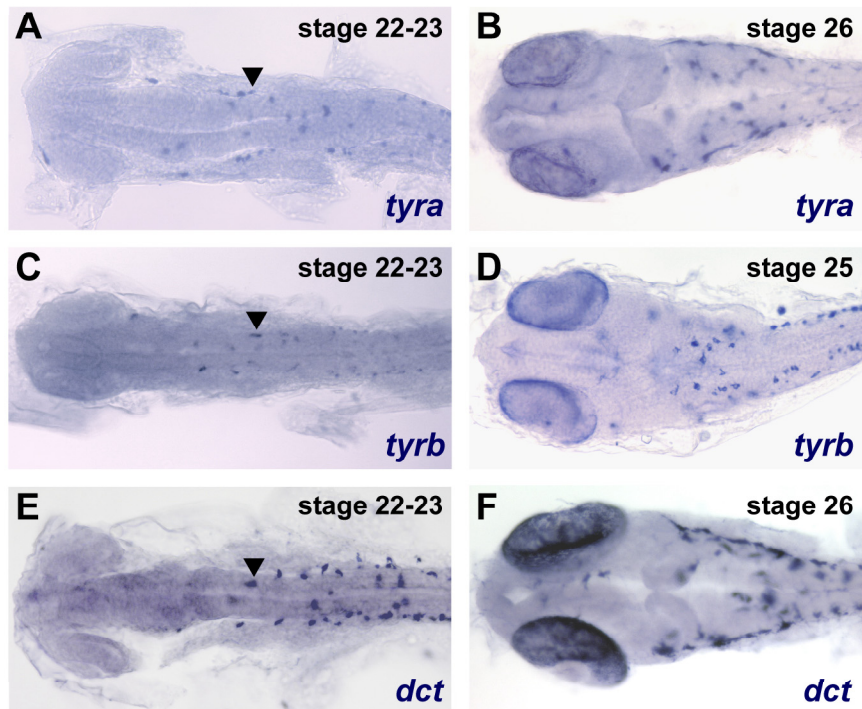 A stage 22-23
tyra
B stage 26
tyra
C stage 22-23
tyrb
D stage 25
tyrb
E stage 22-23
dct
F stage 26
dct